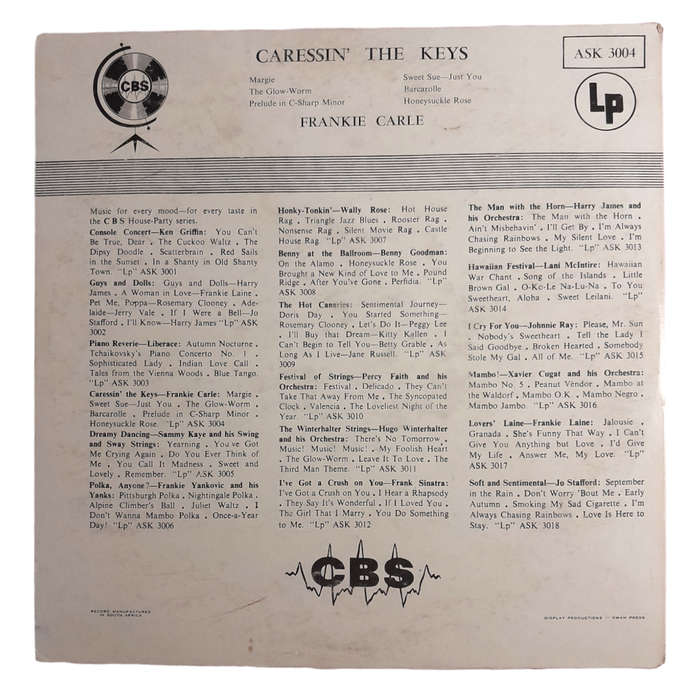 CBS
CARESSIN' THE KEYS
ASK 3004
Margie
The Glow-Worm
Prelude in C-Sharp Minor
Sweet Sue—Just You
Barcarolle
Honeysuckle Rose
FRANKIE CARLE
Lp
Music for every mood—for every taste in
the CBS House-Party series.
Console Concert—Ken Griffin: You Can't
Be True, Dear . The Cuckoo Waltz . The
Dipsy Doodle . Scatterbrain . Red Sails
in the Sunset . In a Shanty in Old Shanty
Town. "Lp" ASK 3001
Guys and Dolls: Guys and Dolls—Harry
James . A Woman in Love—Frankie Laine .
Pet Me, Poppa—Rosemary Clooney . Ade-
laide—Jerry Vale . If I Were a Bell—Jo
Stafford . I'll Know—Harry James "Lp" ASK
3002
Piano Reverie—Liberace: Autumn Nocturne .
Tchaikovsky's Piano Concerto No. 1 .
Sophisticated Lady . Indian Love Call .
Tales from the Vienna Woods . Blue Tango.
"Lp" ASK 3003
Caressin' the Keys—Frankie Carle: Margie .
Sweet Sue—Just You . The Glow-Worm .
Barcarolle . Prelude in C-Sharp Minor .
Honeysuckle Rose. "Lp" ASK 3004
Dreamy Dancing—Sammy Kaye and his Swing
and Sway Strings: Yearning . You've Got
Me Crying Again . Do You Ever Think of
Me . You Call It Madness . Sweet and
Lovely . Remember. "Lp" ASK 3005
Polka, Anyone?—Frankie Yankovic and his
Yanks: Pittsburgh Polka . Nightingale Polka .
Alpine Climber's Ball . Juliet Waltz . I
Don't Wanna Mambo Polka . Once-a-Year
Day! "Lp" ASK 3006
Honky-Tonkin'—Wally Rose: Hot House
Rag . Triangle Jazz Blues . Rooster Rag .
Nonsense Rag . Silent Movie Rag . Castle
House Rag. "Lp" ASK 3007
Benny at the Ballroom—Benny Goodman:
On the Alamo . Honeysuckle Rose . You
Brought a New Kind of Love to Me . Pound
Ridge . After You've Gone . Perfidia. "Lp"
ASK 3008
The Hot Canaries: Sentimental Journey—
Doris Day . You Started Something—
Rosemary Clooney . Let's Do It—Peggy Lee
. I'll Buy that Dream—Kitty Kallen . I
Can't Begin to Tell You—Betty Grable . As
Long As I Live—Jane Russell. "Lp" ASK
3009
Festival of Strings—Percy Faith and his
Orchestra: Festival . Delicado . They Can't
Take That Away From Me . The Syncopated
Clock . Valencia . The Loveliest Night of the
Year. "Lp" ASK 3010
The Winterhalter Strings—Hugo Winterhalter
and his Orchestra: There's No Tomorrow .
Music! Music! Music! . My Foolish Heart
. The Glow-Worm . Leave It To Love . The
Third Man Theme. "Lp" ASK 3011
I've Got a Crush on You—Frank Sinatra:
I've Got a Crush on You . I Hear a Rhapsody
. They Say It's Wonderful . If I Loved You .
The Girl That I Marry . You Do Something
to Me. "Lp" ASK 3012
The Man with the Horn—Harry James and
his Orchestra: The Man with the Horn .
Ain't Misbehavin' . I'll Get By . I'm Always
Chasing Rainbows . My Silent Love . I'm
Beginning to See the Light. "Lp" ASK 3013
Hawaiian Festival—Lani McIntire: Hawaiian
War Chant . Song of the Islands . Little
Brown Gal . O-Ko-Le Na-Lu-Na . To You
Sweetheart, Aloha . Sweet Leilani. "Lp"
ASK 3014
I Cry For You—Johnnie Ray: Please, Mr. Sun
. Nobody's Sweetheart . Tell the Lady I
Said Goodbye . Broken Hearted . Somebody
Stole My Gal . All of Me. "Lp" ASK 3015
Mambo!—Xavier Cugat and his Orchestra:
Mambo No. 5 . Peanut Vendor . Mambo at
the Waldorf . Mambo O.K. . Mambo Negro .
Mambo Jambo. "Lp" ASK 3016
Lovers' Laine—Frankie Laine: Jalousie .
Granada . She's Funny That Way . I Can't
Give You Anything but Love . I'd Give
My Life . Answer Me, My Love. "Lp"
ASK 3017
Soft and Sentimental—Jo Stafford: September
in the Rain . Don't Worry 'Bout Me . Early
Autumn . Smoking My Sad Cigarette . I'm
Always Chasing Rainbows . Love Is Here to
Stay. "Lp" ASK 3018
CBS
RECORD MANUFACTURED
IN SOUTH AFRICA
DISPLAY PRODUCTIONS — SWAN PRESS